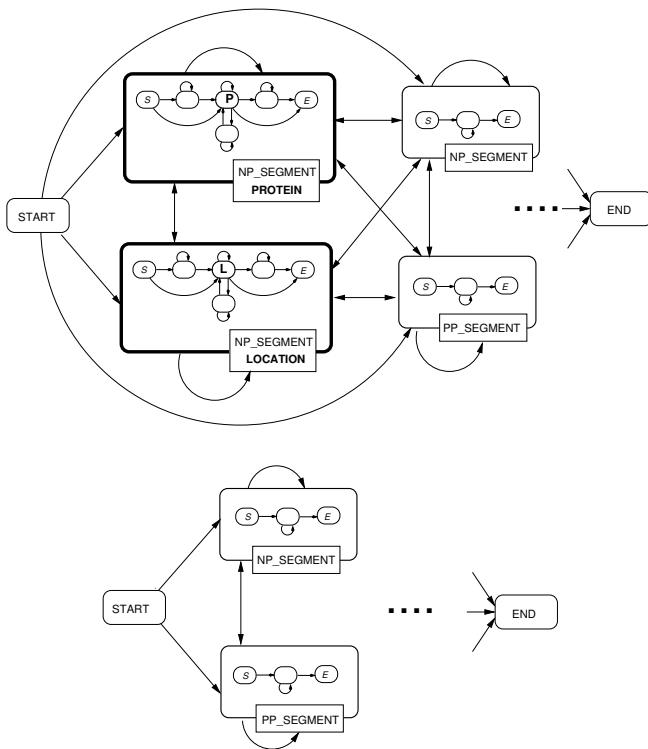 S P E
NP_SEGMENT
PROTEIN
S E
NP_SEGMENT
START
END
S L E
NP_SEGMENT
LOCATION
S E
PP_SEGMENT
S E
NP_SEGMENT
START
END
S E
PP_SEGMENT